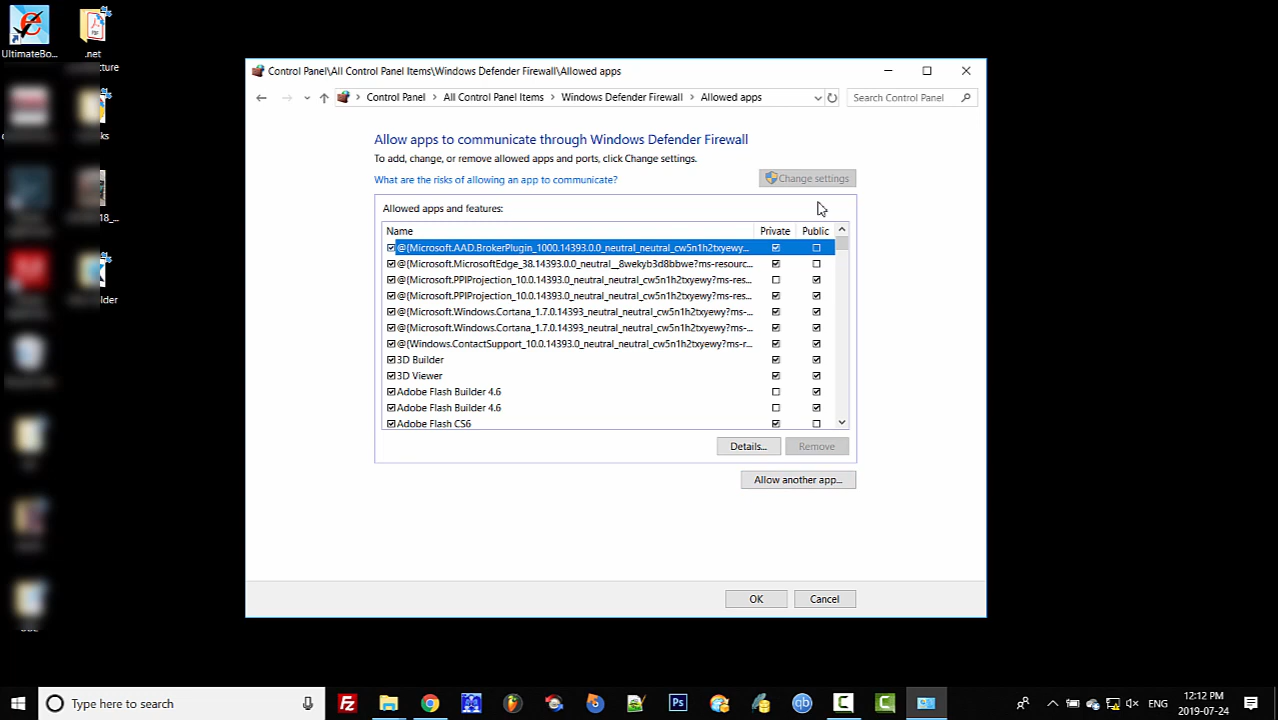 UltimateBo...
.net
cture
ks
18_...
ilder
Control Panel\All Control Panel Items\Windows Defender Firewall\Allowed apps
Control Panel > All Control Panel Items > Windows Defender Firewall > Allowed apps
Search Control Panel
Allow apps to communicate through Windows Defender Firewall
To add, change, or remove allowed apps and ports, click Change settings.
What are the risks of allowing an app to communicate?
Change settings
Allowed apps and features:
Name Private Public
@{Microsoft.AAD.BrokerPlugin_1000.14393.0.0_neutral_neutral_cw5n1h2txyewy...
@{Microsoft.MicrosoftEdge_38.14393.0.0_neutral__8wekyb3d8bbwe?ms-resourc...
@{Microsoft.PPIProjection_10.0.14393.0_neutral_neutral_cw5n1h2txyewy?ms-res...
@{Microsoft.PPIProjection_10.0.14393.0_neutral_neutral_cw5n1h2txyewy?ms-res...
@{Microsoft.Windows.Cortana_1.7.0.14393_neutral_neutral_cw5n1h2txyewy?ms-...
@{Microsoft.Windows.Cortana_1.7.0.14393_neutral_neutral_cw5n1h2txyewy?ms-...
@{Windows.ContactSupport_10.0.14393.0_neutral_neutral_cw5n1h2txyewy?ms-r...
3D Builder
3D Viewer
Adobe Flash Builder 4.6
Adobe Flash Builder 4.6
Adobe Flash CS6
Details... Remove
Allow another app...
OK Cancel
Type here to search
Ps
qb
ENG
12:12 PM
2019-07-24